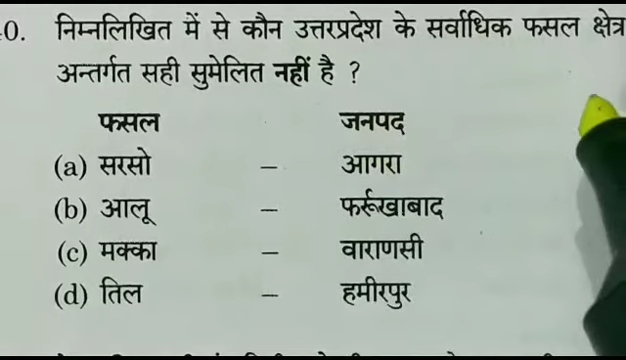 0. निम्नलिखित में से कौन उत्तरप्रदेश के सर्वाधिक फसल क्षेत्र
अन्तर्गत सही सुमेलित नहीं है ?
फसल जनपद
(a) सरसो – आगरा
(b) आलू – फर्रूखाबाद
(c) मक्का – वाराणसी
(d) तिल – हमीरपुर